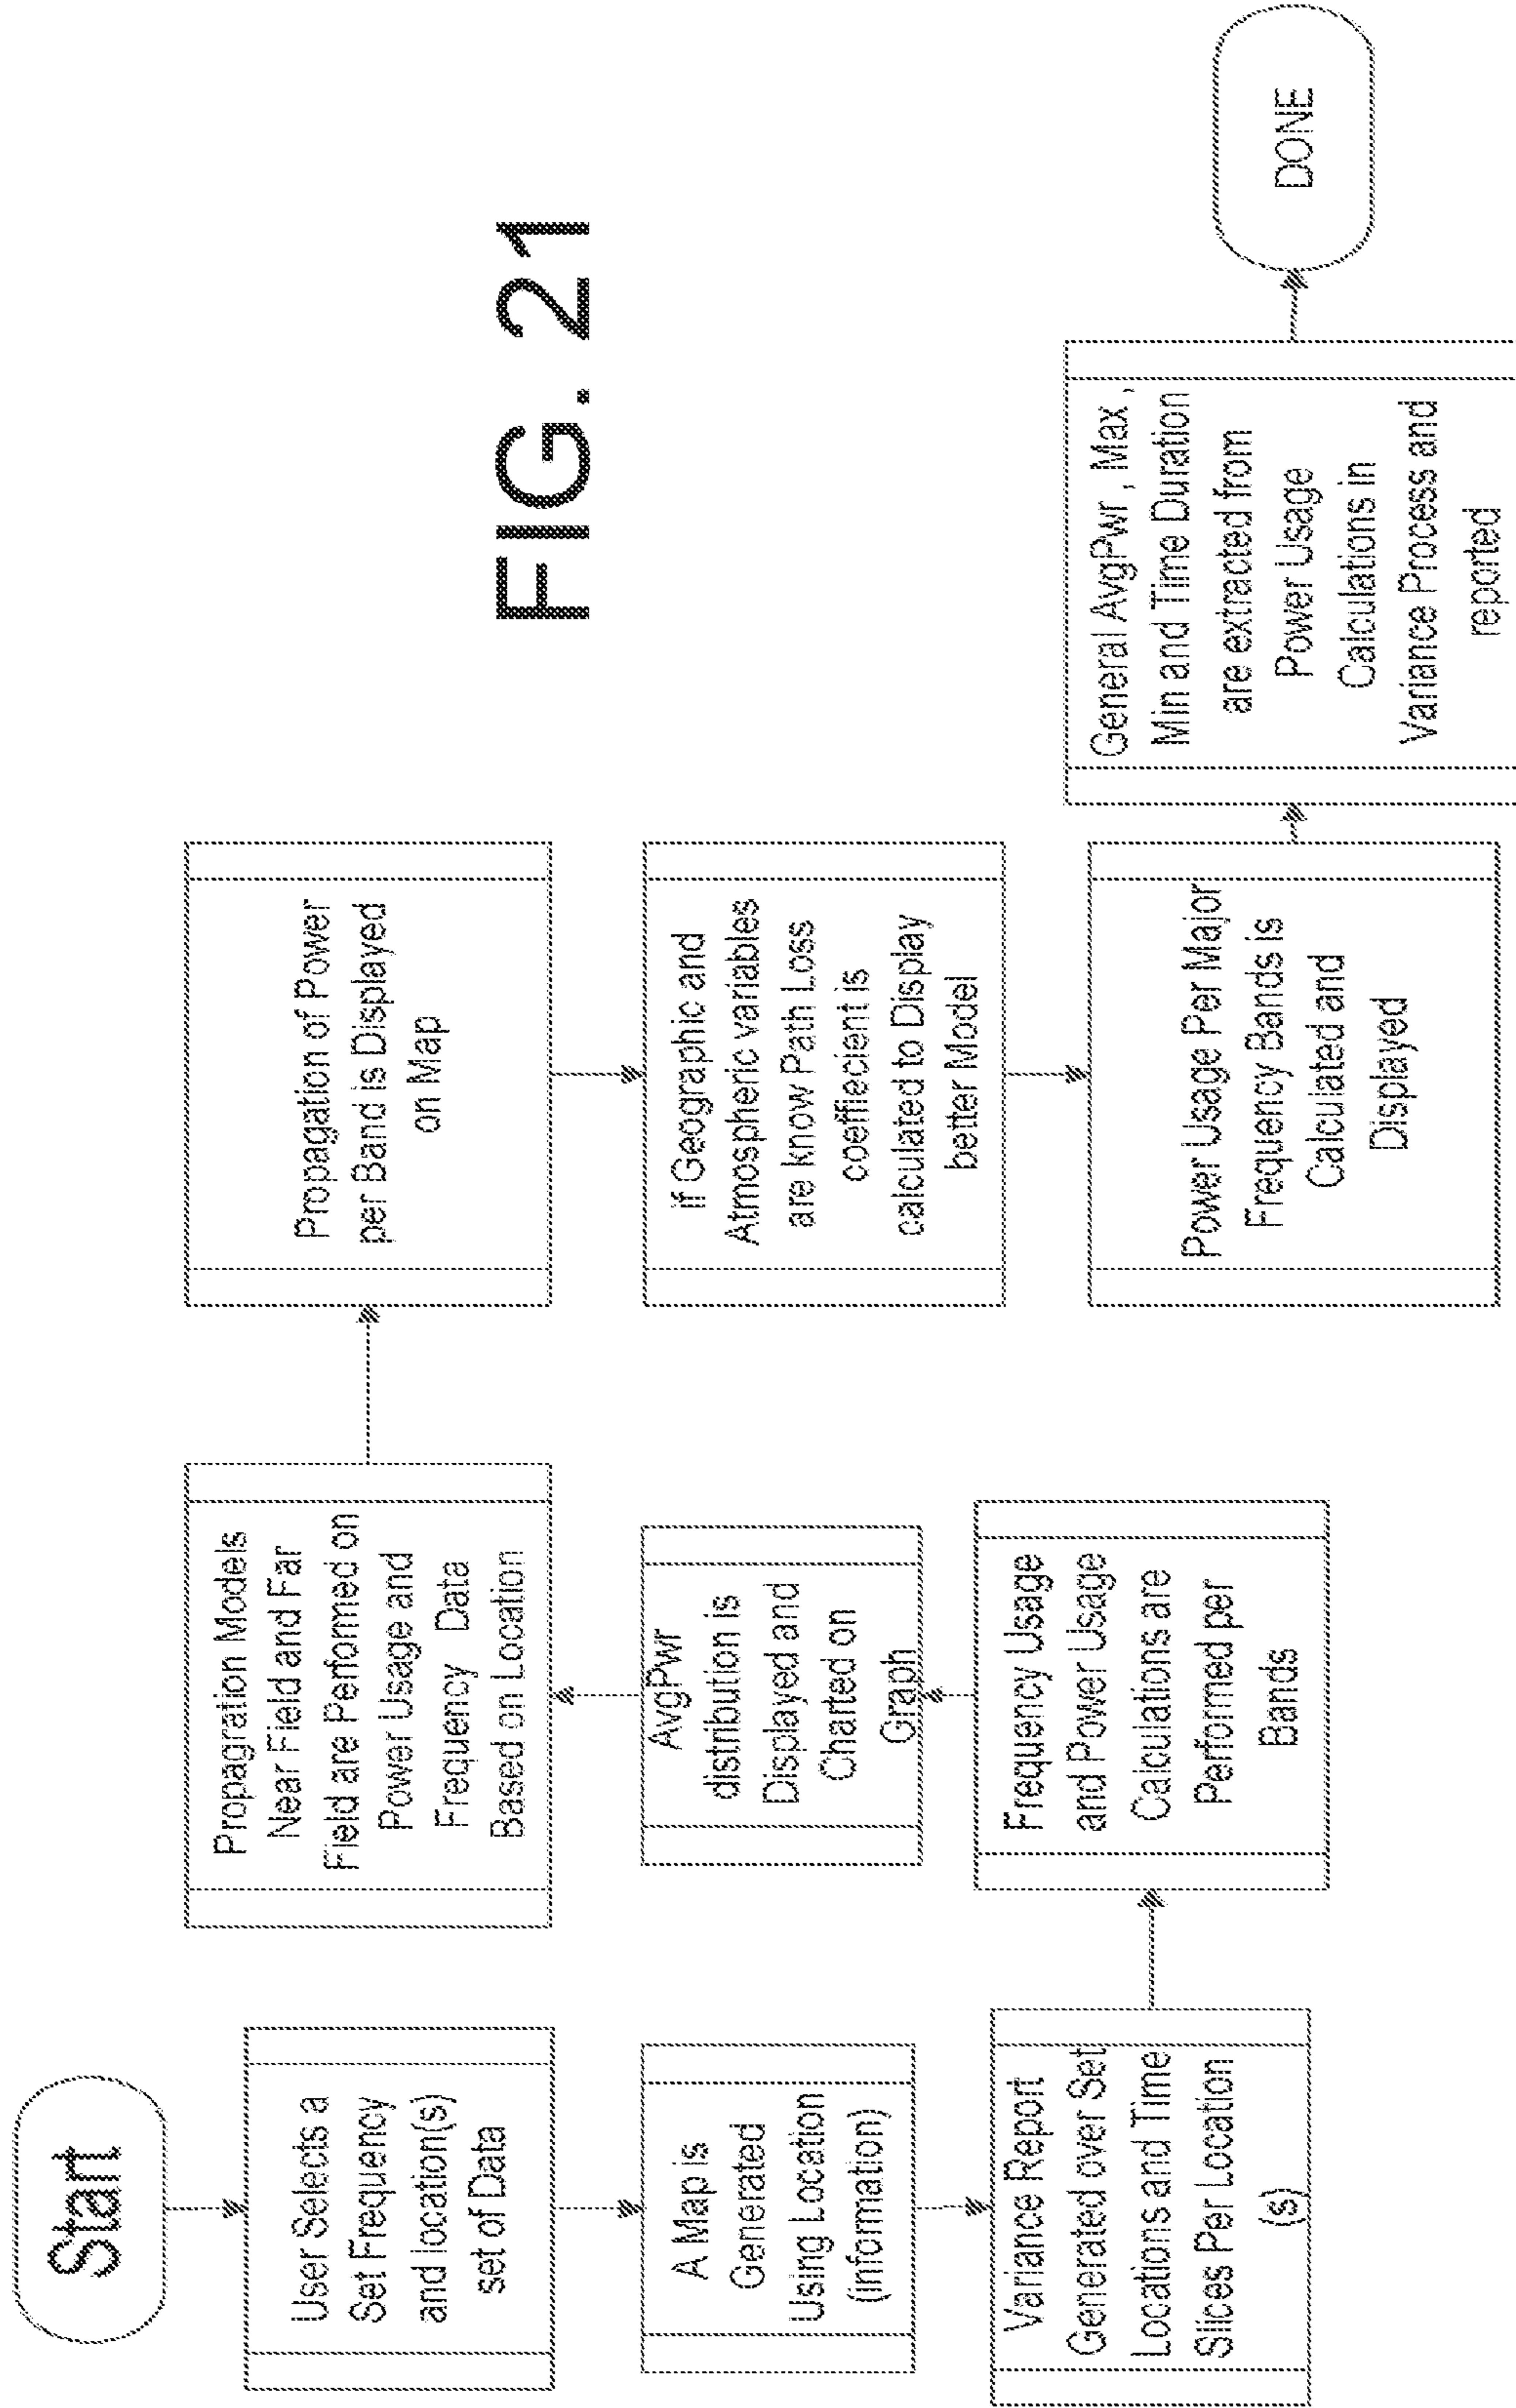 Start
User Selects a
Set Frequency
and location(s)
set of Data
A Map is
Generated
Using Location
(information)
Variance Report
Generated over Set
Locations and Time
Slices Per Location
(s)
Frequency Usage
and Power Usage
Calculations are
Performed per
Bands
AvgPwr
distribution is
Displayed and
Charted on
Graph
Propagration Models
Near Field and Far
Field are Performed on
Power Usage and
Frequency Data
Based on Location
Propagation of Power
per Band is Displayed
on Map
if Geographic and
Atmospheric variables
are know Path Loss
coeffiecient is
calculated to Display
better Model
Power Usage Per Major
Frequency Bands is
Calculated and
Displayed
General AvgPwr , Max ,
Min and Time Duration
are extracted from
Power Usage
Calculations in
Variance Process and
reported
DONE
FIG. 21